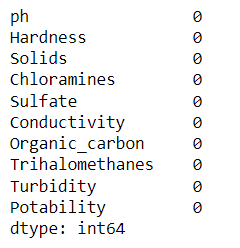 ph 0
Hardness 0
Solids 0
Chloramines 0
Sulfate 0
Conductivity 0
Organic_carbon 0
Trihalomethanes 0
Turbidity 0
Potability 0
dtype: int64